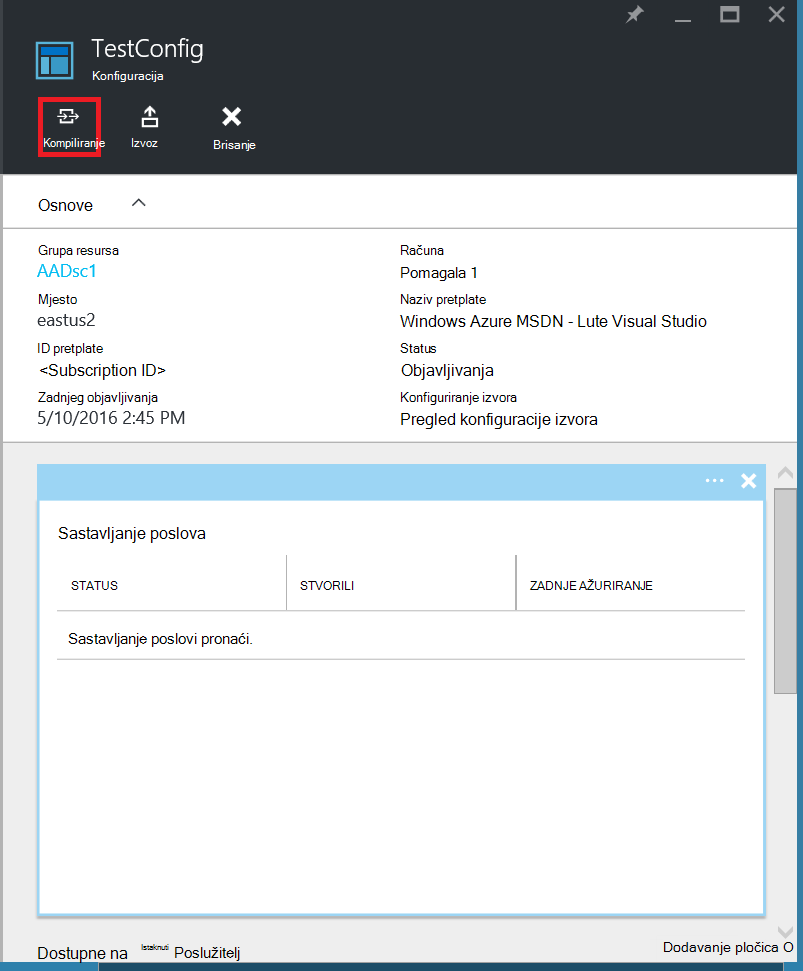 TestConfig
Konfiguracija
Kompiliranje
Izvoz
Brisanje
Osnove
Grupa resursa
Računa
AADsc1
Pomagala 1
Mjesto
Naziv pretplate
eastus2
Windows Azure MSDN - Lute Visual Studio
ID pretplate
Status
<Subscription ID>
Objavljivanja
Zadnjeg objavljivanja
Konfiguriranje izvora
5/10/2016 2:45 PM
Pregled konfiguracije izvora
Sastavljanje poslova
STATUS
STVORILI
ZADNJE AŽURIRANJE
Sastavljanje poslovi pronaći.
Dostupne na Istaknuti Poslužitelj
Dodavanje pločica O